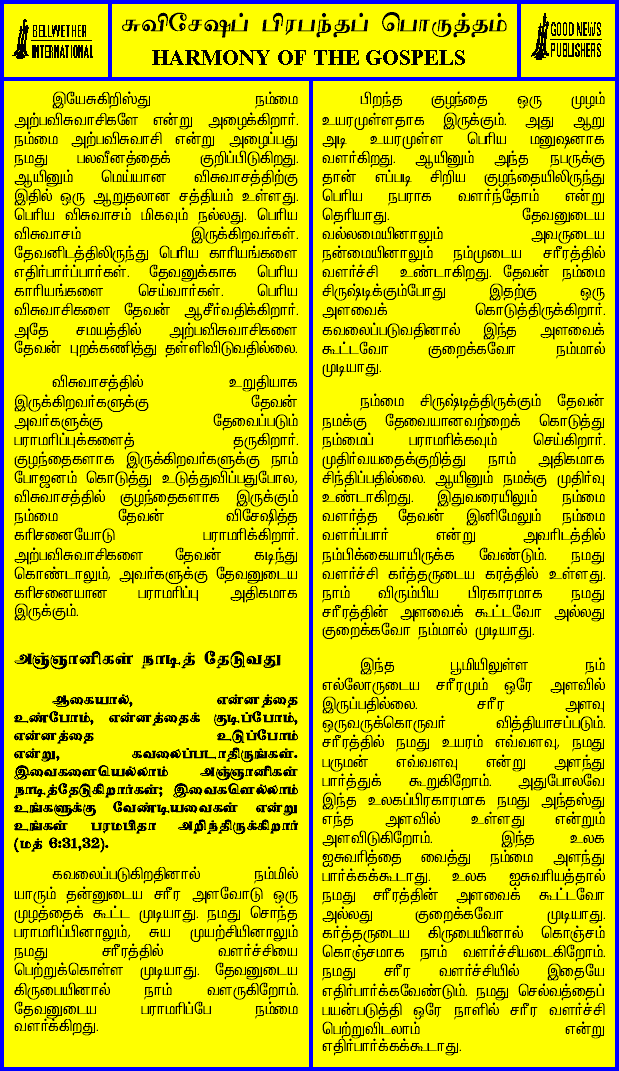 BELLWETHER
INTERNATIONAL
சுவிசேஷப் பிரபந்தப் பொருத்தம்
HARMONY OF THE GOSPELS
GOOD NEWS
PUBLISHERS
இயேசுகிறிஸ்து நம்மை
அற்பவிசுவாசிகளே என்று அழைக்கிறார்.
நம்மை அற்பவிசுவாசி என்று அழைப்பது
நமது பலவீனத்தைக் குறிப்பிடுகிறது.
ஆயினும் மெய்யான விசுவாசத்திற்கு
இதில் ஒரு ஆறுதலான சத்தியம் உள்ளது.
பெரிய விசுவாசம் மிகவும் நல்லது. பெரிய
விசுவாசம் இருக்கிறவர்கள்.
தேவனிடத்திலிருந்து பெரிய காரியங்களை
எதிர்பார்ப்பார்கள். தேவனுக்காக பெரிய
காரியங்களை செய்வார்கள். பெரிய
விசுவாசிகளை தேவன் ஆசீர்வதிக்கிறார்.
அதே சமயத்தில் அற்பவிசுவாசிகளை
தேவன் புறக்கணித்து தள்ளிவிடுவதில்லை.
விசுவாசத்தில் உறுதியாக
இருக்கிறவர்களுக்கு தேவன்
அவர்களுக்கு தேவைப்படும்
பராமரிப்புக்களைத் தருகிறார்.
குழந்தைகளாக இருக்கிறவர்களுக்கு நாம்
போஜனம் கொடுத்து உடுத்துவிப்பதுபோல,
விசுவாசத்தில் குழந்தைகளாக இருக்கும்
நம்மை தேவன் விசேஷித்த
கரிசனையோடு பராமரிக்கிறார்.
அற்பவிசுவாசிகளை தேவன் கடிந்து
கொண்டாலும், அவர்களுக்கு தேவனுடைய
கரிசனையான பராமரிப்பு அதிகமாக
இருக்கும்.
அஞ்ஞானிகள் நாடித் தேடுவது
ஆகையால், என்னத்தை
உண்போம், என்னத்தைக் குடிப்போம்,
என்னத்தை உடுப்போம்
என்று, கவலைப்படாதிருங்கள்.
இவைகளையெல்லாம் அஞ்ஞானிகள்
நாடித்தேடுகிறார்கள்; இவைகளெல்லாம்
உங்களுக்கு வேண்டியவைகள் என்று
உங்கள் பரமபிதா அறிந்திருக்கிறார்
(மத் 6:31,32).
கவலைப்படுகிறதினால் நம்மில்
யாரும் தன்னுடைய சரீர அளவோடு ஒரு
முழத்தைக் கூட்ட முடியாது. நமது சொந்த
பராமரிப்பினாலும், சுய முயற்சியினாலும்
நமது சரீரத்தில் வளர்ச்சியை
பெற்றுக்கொள்ள முடியாது. தேவனுடைய
கிருபையினால் நாம் வளருகிறோம்.
தேவனுடைய பராமரிப்பே நம்மை
வளர்க்கிறது.
பிறந்த குழந்தை ஒரு முழம்
உயரமுள்ளதாக இருக்கும். அது ஆறு
அடி உயரமுள்ள பெரிய மனுஷனாக
வளர்கிறது. ஆயினும் அந்த நபருக்கு
தான் எப்படி சிறிய குழந்தையிலிருந்து
பெரிய நபராக வளர்ந்தோம் என்று
தெரியாது. தேவனுடைய
வல்லமையினாலும் அவருடைய
நன்மையினாலும் நம்முடைய சரீரத்தில்
வளர்ச்சி உண்டாகிறது. தேவன் நம்மை
சிருஷ்டிக்கும்போது இதற்கு ஒரு
அளவைக் கொடுத்திருக்கிறார்.
கவலைப்படுவதினால் இந்த அளவைக்
கூட்டவோ குறைக்கவோ நம்மால்
முடியாது.
நம்மை சிருஷ்டித்திருக்கும் தேவன்
நமக்கு தேவையானவற்றைக் கொடுத்து
நம்மைப் பராமரிக்கவும் செய்கிறார்.
முதிர்வயதைக்குறித்து நாம் அதிகமாக
சிந்திப்பதில்லை. ஆயினும் நமக்கு முதிர்வு
உண்டாகிறது. இதுவரையிலும் நம்மை
வளர்த்த தேவன் இனிமேலும் நம்மை
வளர்ப்பார் என்று அவரிடத்தில்
நம்பிக்கையாயிருக்க வேண்டும். நமது
வளர்ச்சி கர்த்தருடைய கரத்தில் உள்ளது.
நாம் விரும்பிய பிரகாரமாக நமது
சரீரத்தின் அளவைக் கூட்டவோ அல்லது
குறைக்கவோ நம்மால் முடியாது.
இந்த பூமியிலுள்ள நம்
எல்லோருடைய சரீரமும் ஒரே அளவில்
இருப்பதில்லை. சரீர அளவு
ஒருவருக்கொருவர் வித்தியாசப்படும்.
சரீரத்தில் நமது உயரம் எவ்வளவு, நமது
பருமன் எவ்வளவு என்று அளந்து
பார்த்துக் கூறுகிறோம். அதுபோலவே
இந்த உலகப்பிரகாரமாக நமது அந்தஸ்து
எந்த அளவில் உள்ளது என்றும்
அளவிடுகிறோம். இந்த உலக
ஐசுவரித்தை வைத்து நம்மை அளந்து
பார்க்கக்கூடாது. உலக ஐசுவரியத்தால்
நமது சரீரத்தின் அளவைக் கூட்டவோ
அல்லது குறைக்கவோ முடியாது.
கர்த்தருடைய கிருபையினால் கொஞ்சம்
கொஞ்சமாக நாம் வளர்ச்சியடைகிறோம்.
நமது சரீர வளர்ச்சியில் இதையே
எதிர்பார்க்கவேண்டும். நமது செல்வத்தைப்
பயன்படுத்தி ஒரே நாளில் சரீர வளர்ச்சி
பெற்றுவிடலாம் என்று
எதிர்பார்க்கக்கூடாது.